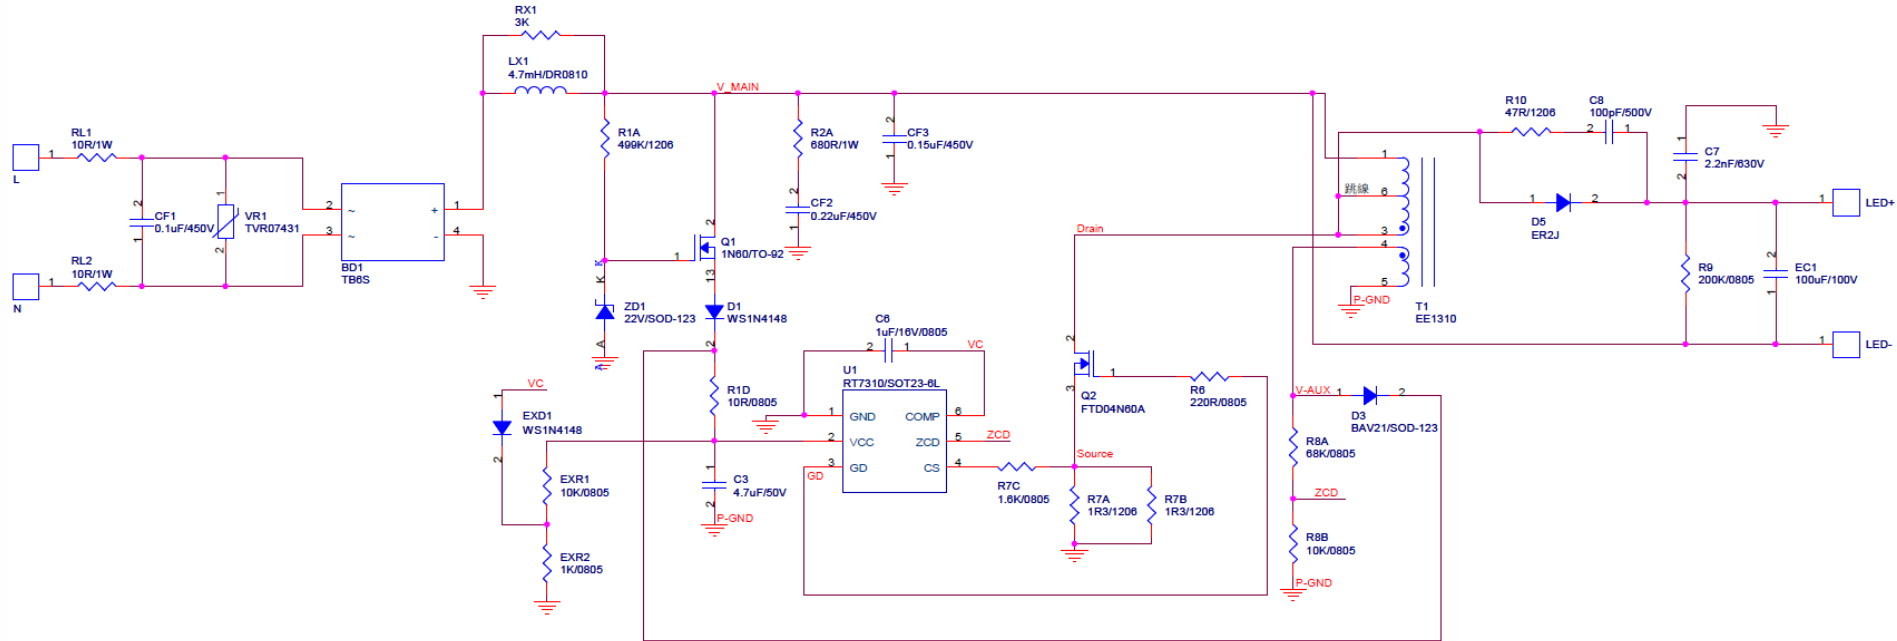 RX1
3K
LX1
4.7mH/DR0810
V_MAIN
RL1
10R/1W
1
L
2
CF1
0.1uF/450V
1
1
VR1
TVR07431
2
RL2
10R/1W
1
N
2
~
+
1
3
~
-
4
BD1
TB6S
R1A
499K/1206
R2A
680R/1W
2
CF2
0.22uF/450V
1
2
CF3
0.15uF/450V
1
2
Q1
1N60/TO-92
1
13
K
K
ZD1
22V/SOD-123
A
A
D1
WS1N4148
2
R1D
10R/0805
C6
1uF/16V/0805
2
1
VC
U1
RT7310/SOT23-6L
1
GND
COMP
6
2
VCC
ZCD
5
ZCD
3
GD
CS
4
GD
VC
1
EXD1
WS1N4148
2
EXR1
10K/0805
EXR2
1K/0805
1
C3
4.7uF/50V
2
P-GND
R7C
1.6K/0805
Drain
2
1
3
Q2
FTD04N60A
R6
220R/0805
Source
R7A
1R3/1206
R7B
1R3/1206
1
跳線
6
3
4
5
P-GND
T1
EE1310
V-AUX
1
2
D3
BAV21/SOD-123
R8A
68K/0805
ZCD
R8B
10K/0805
P-GND
R10
47R/1206
C8
100pF/500V
2
1
1
2
D5
ER2J
1
C7
2.2nF/630V
2
R9
200K/0805
2
EC1
100uF/100V
1
1
LED+
1
LED-